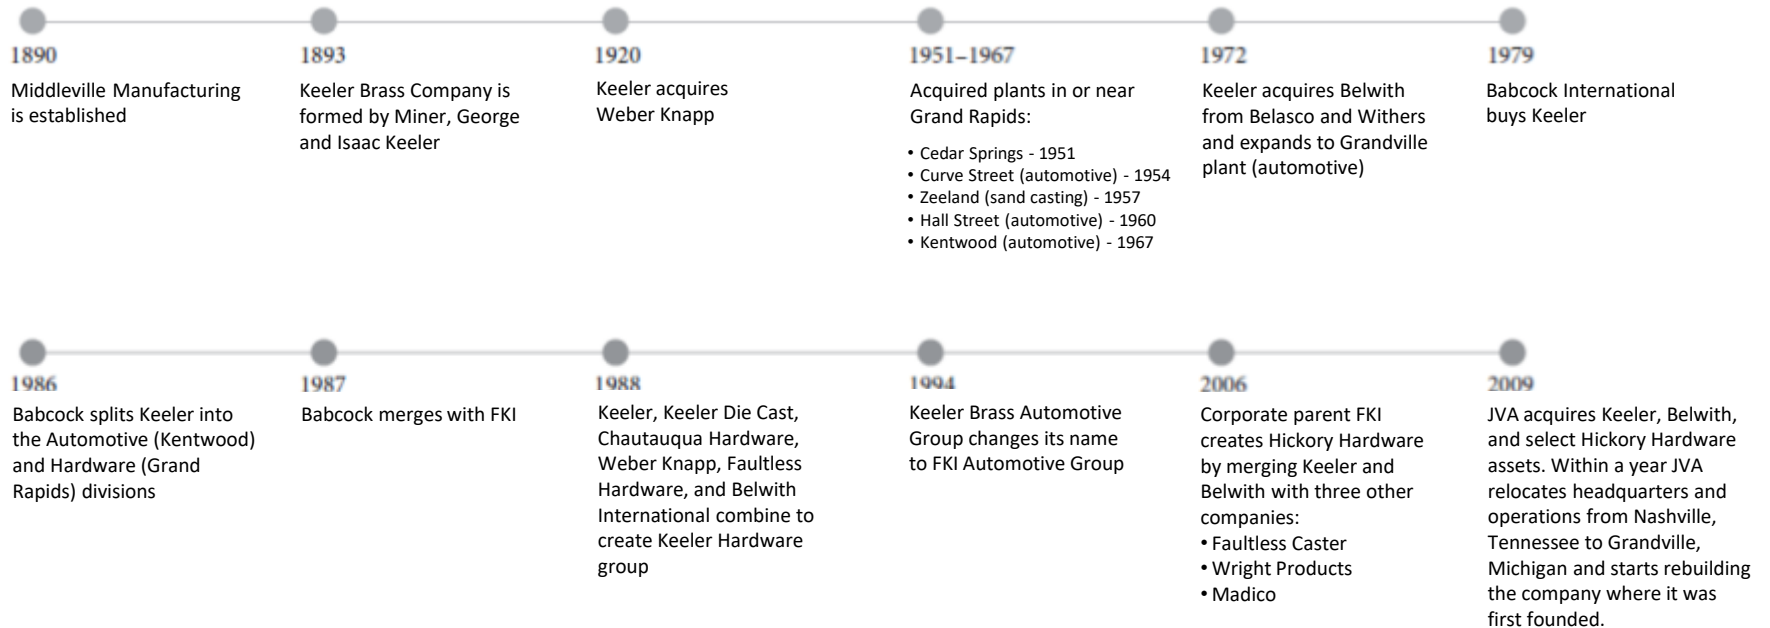 1890
Middleville Manufacturing
is established
1893
Keeler Brass Company is
formed by Miner, George
and Isaac Keeler
1920
Keeler acquires
Weber Knapp
1951–1967
Acquired plants in or near
Grand Rapids:
• Cedar Springs - 1951
• Curve Street (automotive) - 1954
• Zeeland (sand casting) - 1957
• Hall Street (automotive) - 1960
• Kentwood (automotive) - 1967
1972
Keeler acquires Belwith
from Belasco and Withers
and expands to Grandville
plant (automotive)
1979
Babcock International
buys Keeler
1986
Babcock splits Keeler into
the Automotive (Kentwood)
and Hardware (Grand
Rapids) divisions
1987
Babcock merges with FKI
1988
Keeler, Keeler Die Cast,
Chautauqua Hardware,
Weber Knapp, Faultless
Hardware, and Belwith
International combine to
create Keeler Hardware
group
1994
Keeler Brass Automotive
Group changes its name
to FKI Automotive Group
2006
Corporate parent FKI
creates Hickory Hardware
by merging Keeler and
Belwith with three other
companies:
• Faultless Caster
• Wright Products
• Madico
2009
JVA acquires Keeler, Belwith,
and select Hickory Hardware
assets. Within a year JVA
relocates headquarters and
operations from Nashville,
Tennessee to Grandville,
Michigan and starts rebuilding
the company where it was
first founded.